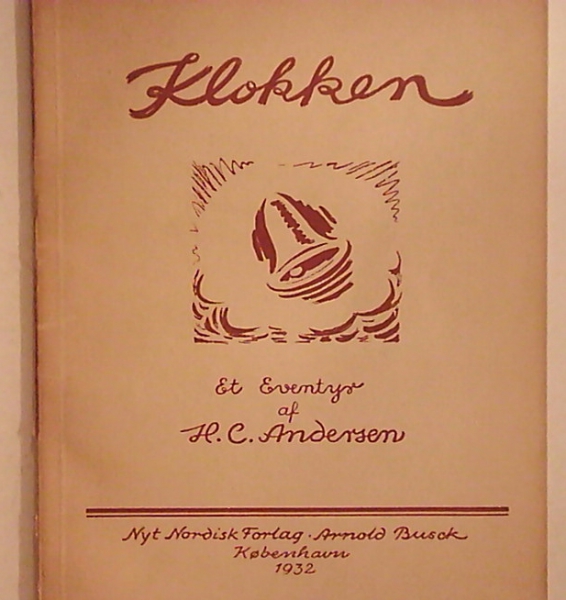 Klokken
Et Eventyr
af
H. C. Andersen
Nyt Nordisk Forlag · Arnold Busck
København
1932